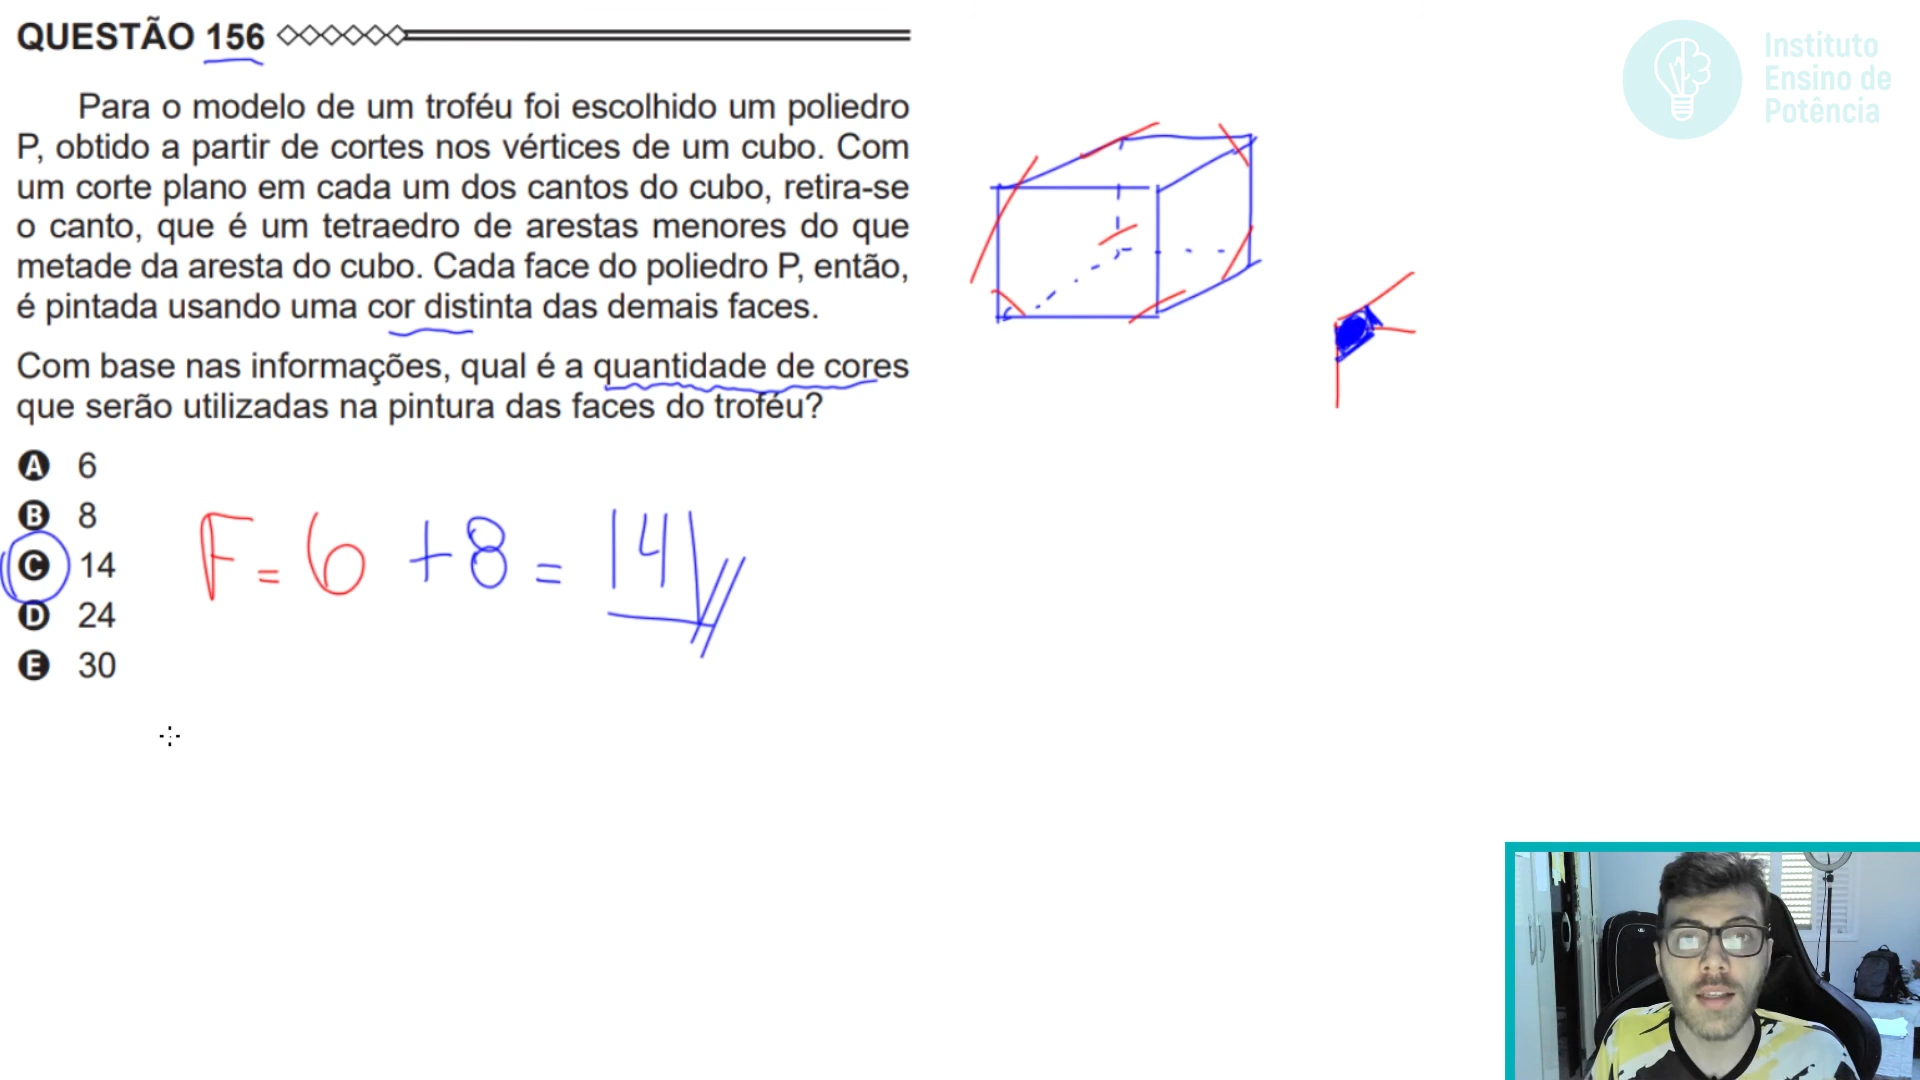 QUESTÃO 156
Para o modelo de um troféu foi escolhido um poliedro
P, obtido a partir de cortes nos vértices de um cubo. Com
um corte plano em cada um dos cantos do cubo, retira-se
o canto, que é um tetraedro de arestas menores do que
metade da aresta do cubo. Cada face do poliedro P, então,
é pintada usando uma cor distinta das demais faces.
Com base nas informações, qual é a quantidade de cores
que serão utilizadas na pintura das faces do troféu?
A 6
B 8
C 14
D 24
E 30
F = 6 + 8 = 14
Instituto
Ensino de
Potência